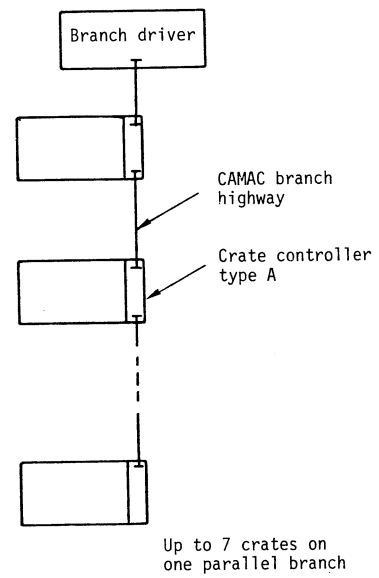 Branch driver
CAMAC branch
highway
Crate controller
type A
Up to 7 crates on
one parallel branch